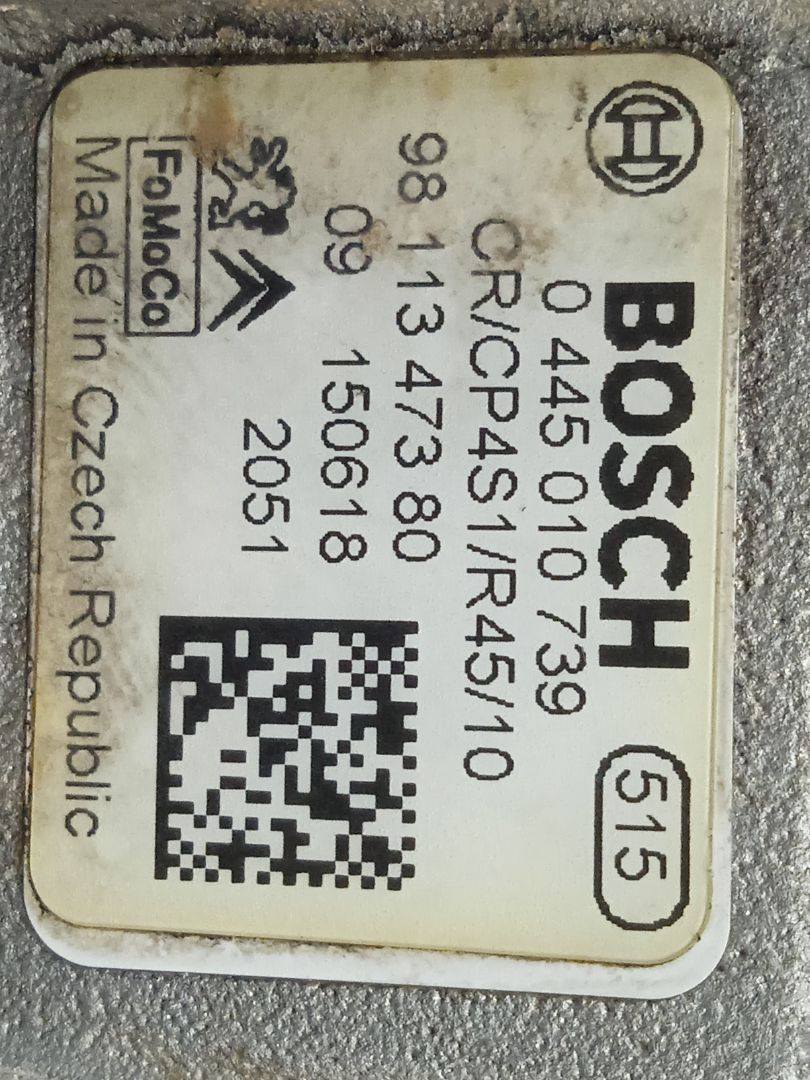 BOSCH 515
0 445 010 739
CR/CP4S1/R45/10
98 113 473 80
09 150618
2051
FoMoCo
Made in Czech Republic